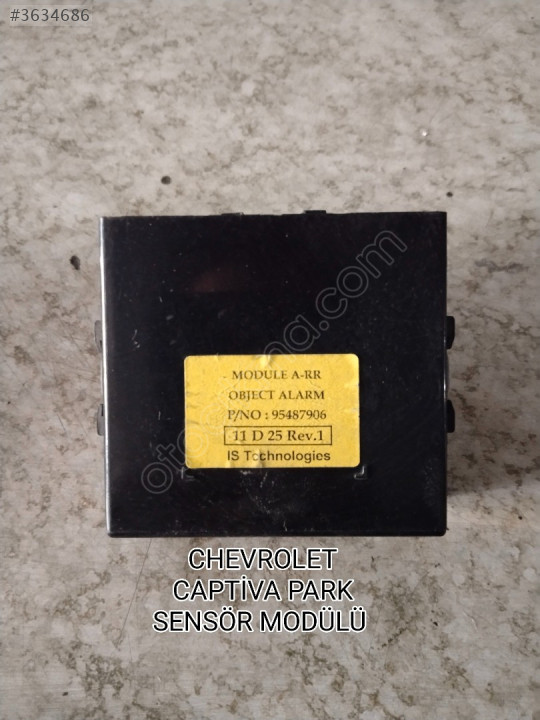 #3634686
MODULE A-RR
OBJECT ALARM
P/NO : 95487906
11 D 25 Rev.1
IS Technologies
CHEVROLET
CAPTİVA PARK
SENSÖR MODÜLÜ